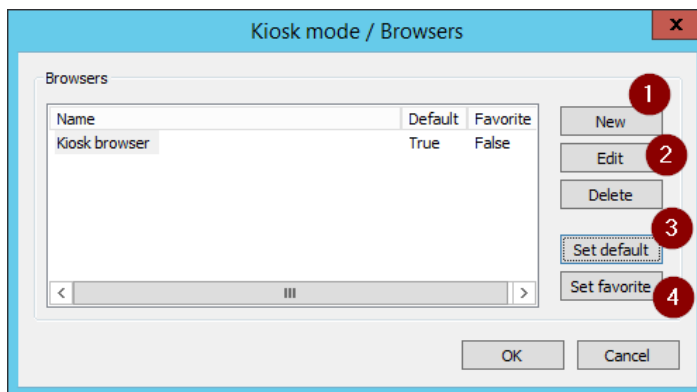 Kiosk mode / Browsers
x
Browsers
Name Default Favorite
Kiosk browser True False
1
New
Edit
2
Delete
3
Set default
Set favorite
4
OK Cancel